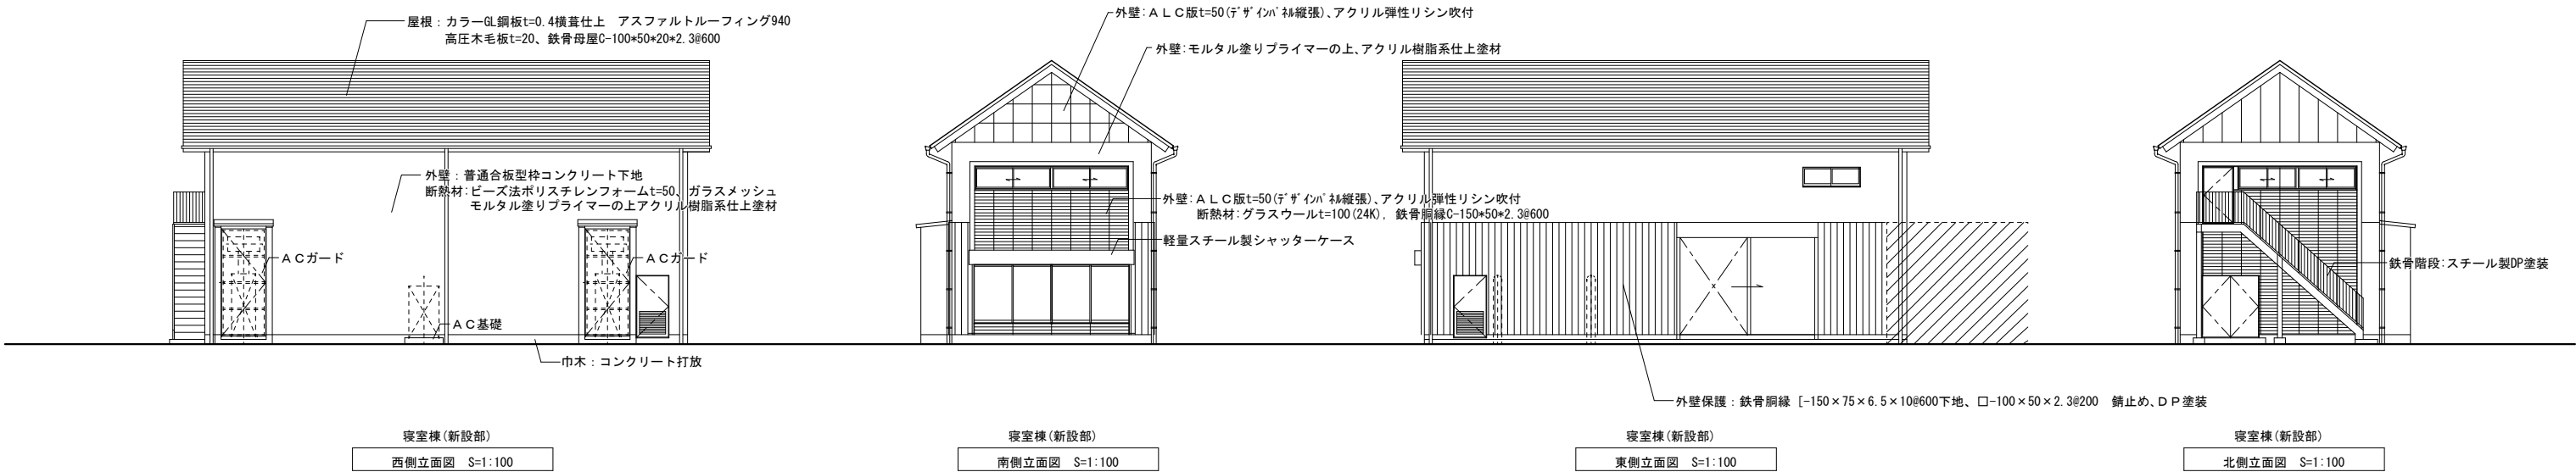 屋根：カラーGL鋼板t=0.4横葺仕上　アスファルトルーフィング940
高圧木毛板t=20、鉄骨母屋C-100*50*20*2.3@600
外壁：普通合板型枠コンクリート下地
断熱材：ビーズ法ポリスチレンフォームt=50、ガラスメッシュ
モルタル塗りプライマーの上アクリル樹脂系仕上塗材
ＡＣガード
ＡＣガード
ＡＣ基礎
巾木：コンクリート打放
寝室棟(新設部)
西側立面図　S=1:100
外壁：ＡＬＣ版t=50(ﾃﾞｻﾞｲﾝﾊﾟﾈﾙ縦張)、アクリル弾性リシン吹付
外壁：モルタル塗りプライマーの上、アクリル樹脂系仕上塗材
外壁：ＡＬＣ版t=50(ﾃﾞｻﾞｲﾝﾊﾟﾈﾙ縦張)、アクリル弾性リシン吹付
断熱材：グラスウールt=100(24K)，鉄骨胴縁C-150*50*2.3@600
軽量スチール製シャッターケース
寝室棟(新設部)
南側立面図　S=1:100
外壁保護：鉄骨胴縁［-150×75×6.5×10@600下地、口-100×50×2.3@200　錆止め、ＤＰ塗装
寝室棟(新設部)
東側立面図　S=1:100
鉄骨階段：スチール製DP塗装
寝室棟(新設部)
北側立面図　S=1:100